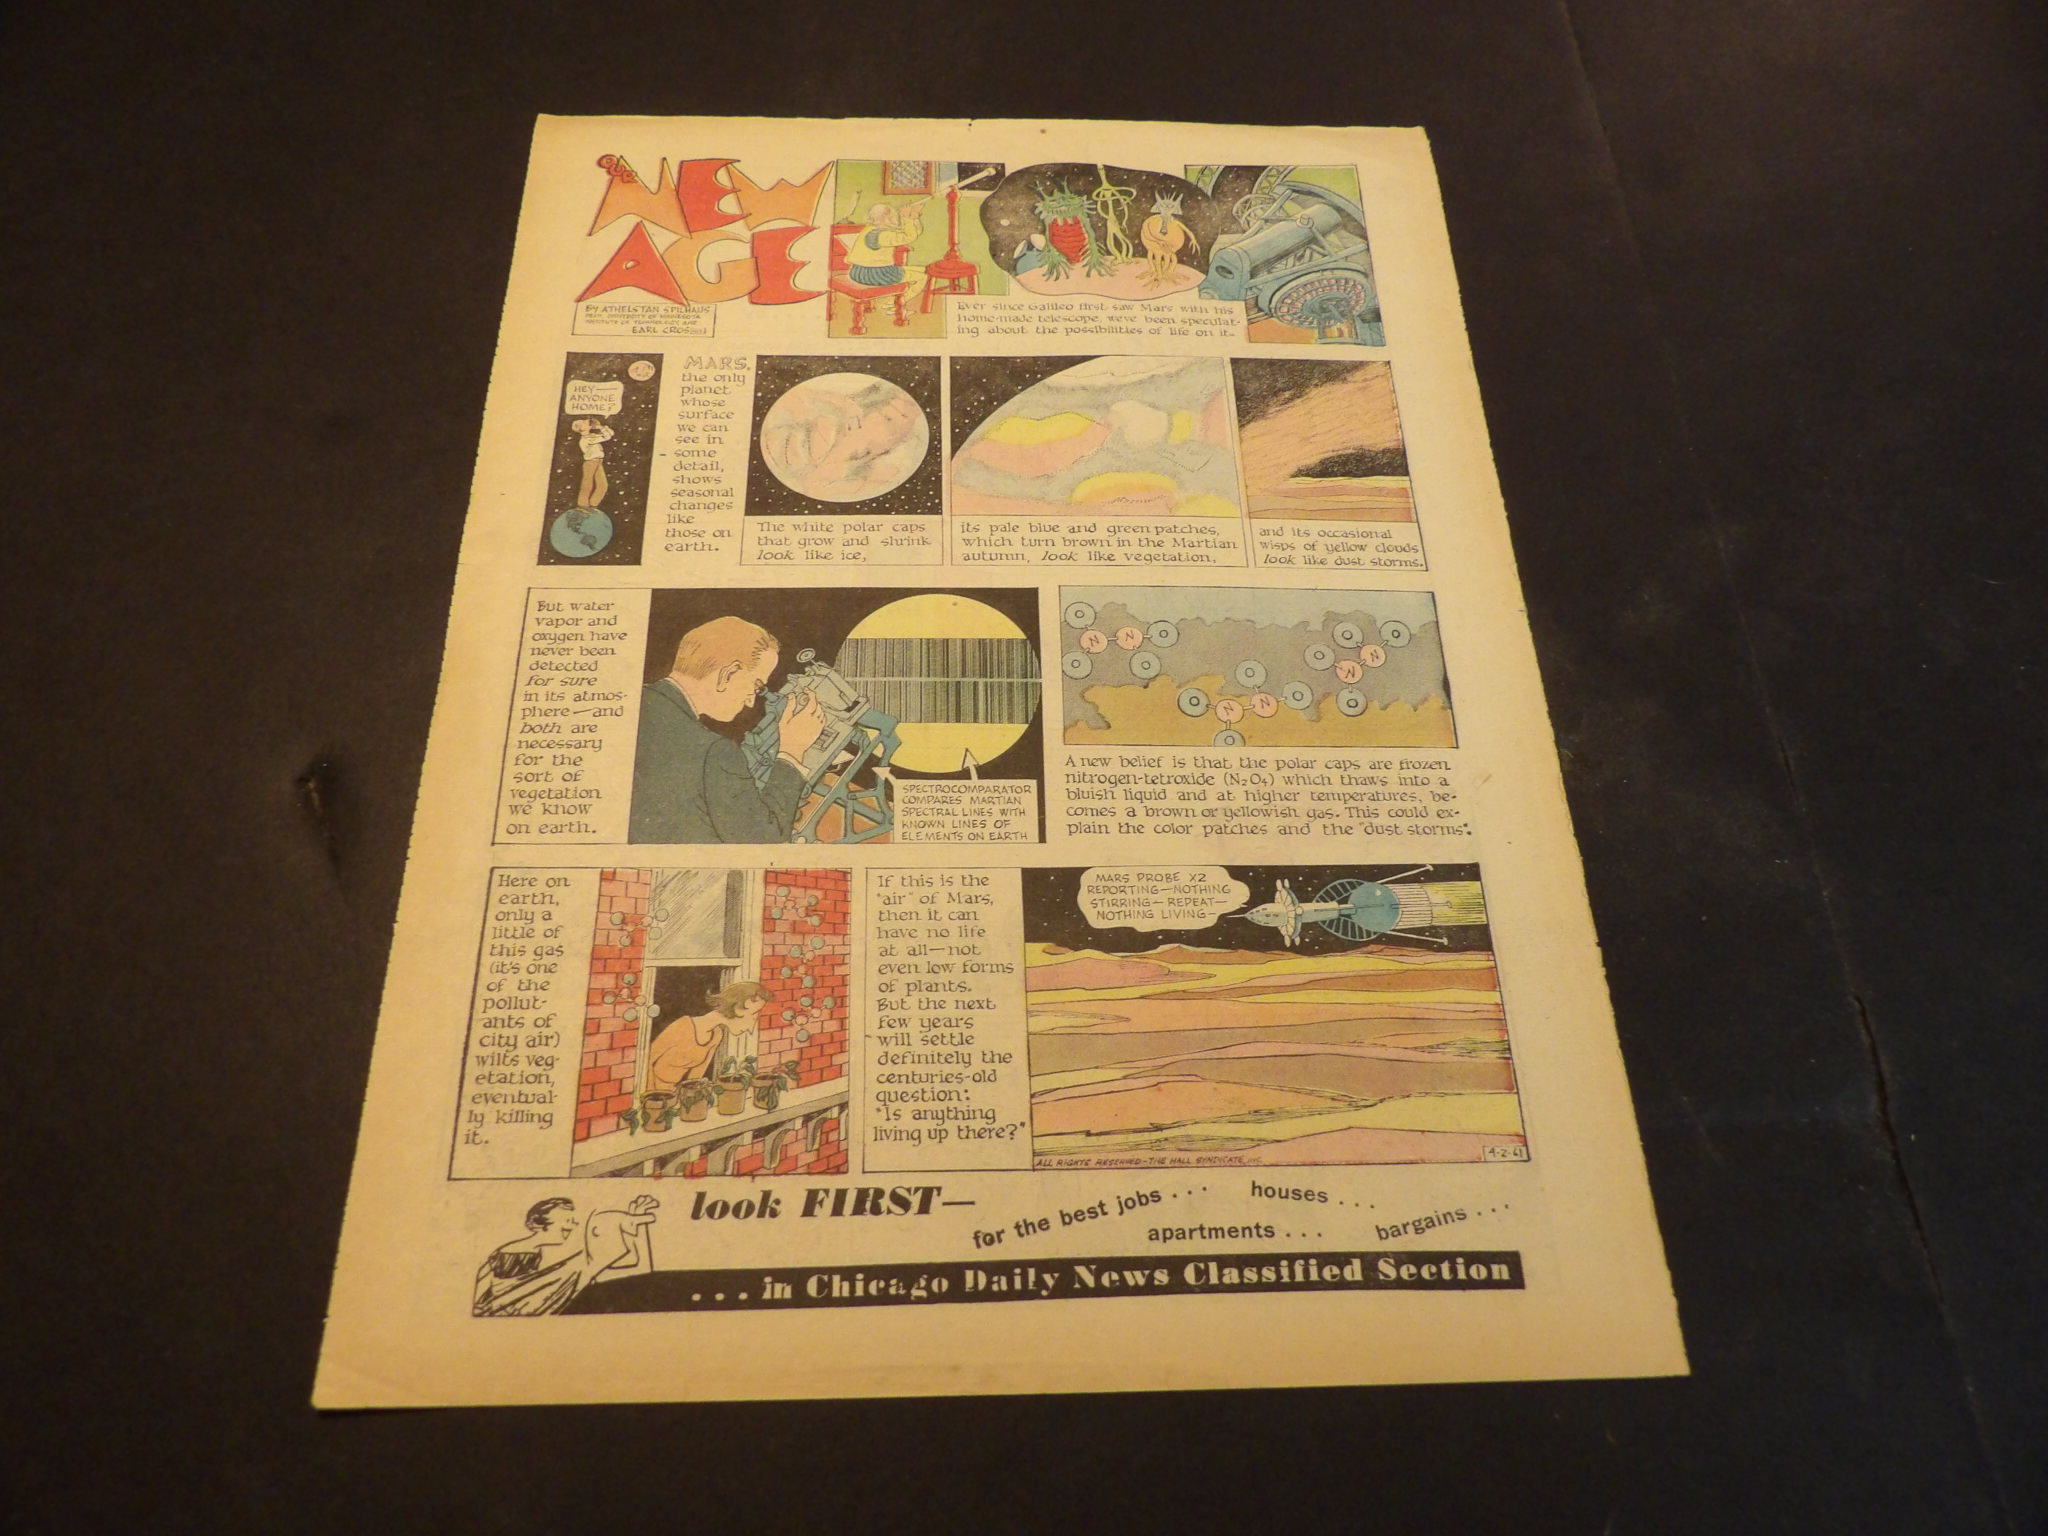 OUR
NEW
AGE
BY ATHELSTAN SPILHAUS
DEAN, UNIVERSITY OF MINNESOTA
INSTITUTE OF TECHNOLOGY, AND
EARL CROS
Ever since Galileo first saw Mars with his
home-made telescope, we've been speculat-
ing about the possibilities of life on it.
HEY—
ANYONE
HOME?
MARS,
the only
planet
whose
surface
we can
see in
some
detail,
shows
seasonal
changes
like
those on
earth.
The white polar caps
that grow and shrink
look like ice,
its pale blue and green patches,
which turn brown in the Martian
autumn, look like vegetation,
and its occasional
wisps of yellow clouds
look like dust storms.
But water
vapor and
oxygen have
never been
detected
for sure
in its atmos-
phere—and
both are
necessary
for the
sort of
vegetation
we know
on earth.
SPECTROCOMPARATOR
COMPARES MARTIAN
SPECTRAL LINES WITH
KNOWN LINES OF
ELEMENTS ON EARTH
O O O O O O O O O O O O
N N N N N N
A new belief is that the polar caps are frozen
nitrogen-tetroxide (N2O4) which thaws into a
bluish liquid and at higher temperatures, be-
comes a brown or yellowish gas. This could ex-
plain the color patches and the "dust storms".
Here on
earth,
only a
little of
this gas
(it's one
of the
pollut-
ants of
city air)
wilts veg-
etation,
eventual-
ly killing
it.
If this is the
"air" of Mars,
then it can
have no life
at all—not
even low forms
of plants.
But the next
few years
will settle
definitely the
centuries-old
question:
"Is anything
living up there?"
MARS PROBE X2
REPORTING—NOTHING
STIRRING—REPEAT—
NOTHING LIVING—
ALL RIGHTS RESERVED—THE HALL SYNDICATE, INC.
4-2-61
look FIRST—
for the best jobs . . . houses . . .
apartments . . . bargains . . .
. . . in Chicago Daily News Classified Section